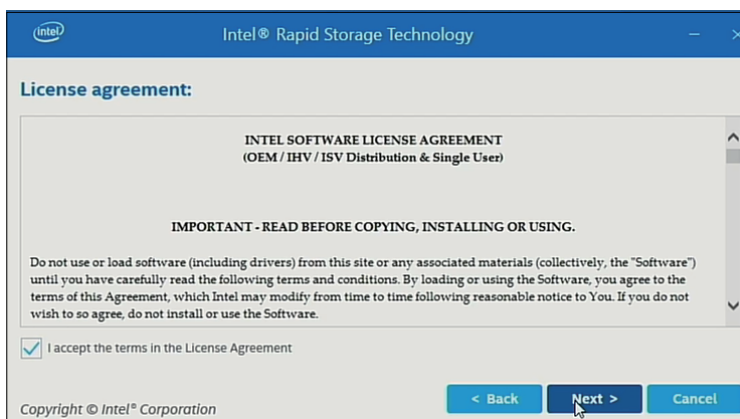 intel
Intel® Rapid Storage Technology
License agreement:
INTEL SOFTWARE LICENSE AGREEMENT
(OEM / IHV / ISV Distribution & Single User)
IMPORTANT - READ BEFORE COPYING, INSTALLING OR USING.
Do not use or load software (including drivers) from this site or any associated materials (collectively, the "Software")
until you have carefully read the following terms and conditions. By loading or using the Software, you agree to the
terms of this Agreement, which Intel may modify from time to time following reasonable notice to You. If you do not
wish to so agree, do not install or use the Software.
I accept the terms in the License Agreement
< Back
Next >
Cancel
Copyright © Intel® Corporation